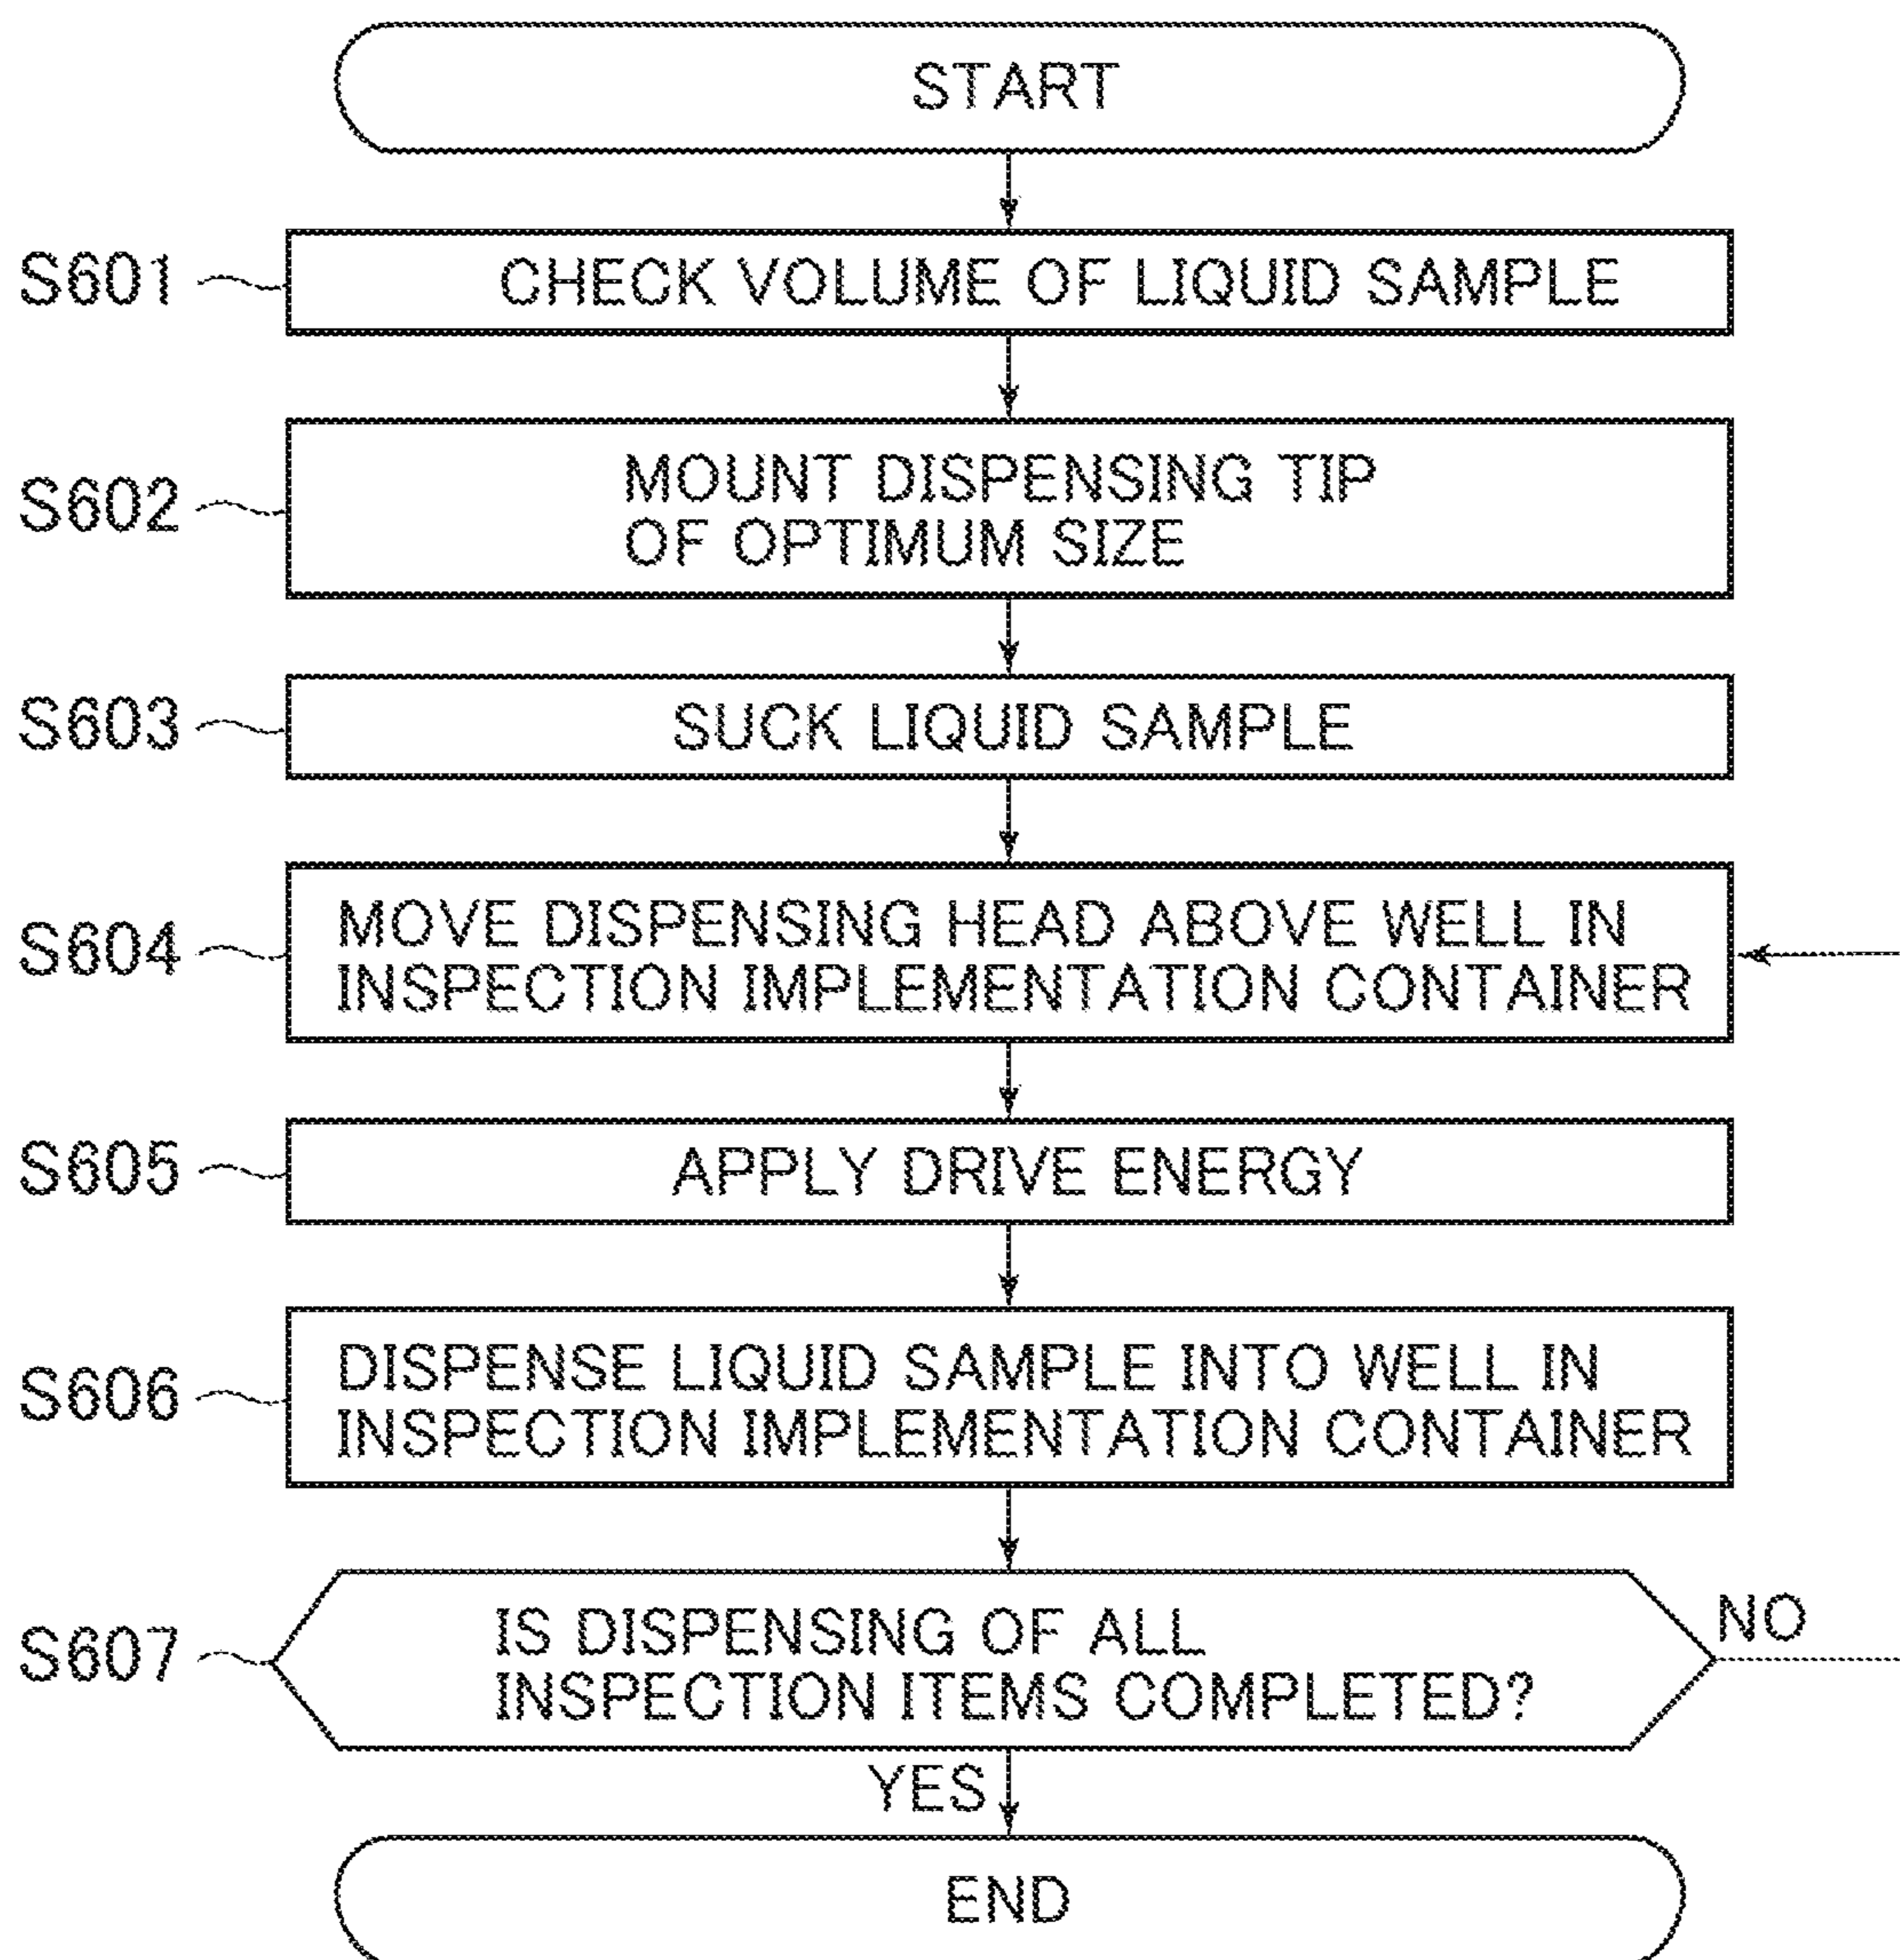 START
S601
CHECK VOLUME OF LIQUID SAMPLE
S602
MOUNT DISPENSING TIP
OF OPTIMUM SIZE
S603
SUCK LIQUID SAMPLE
S604
MOVE DISPENSING HEAD ABOVE WELL IN
INSPECTION IMPLEMENTATION CONTAINER
S605
APPLY DRIVE ENERGY
S606
DISPENSE LIQUID SAMPLE INTO WELL IN
INSPECTION IMPLEMENTATION CONTAINER
S607
IS DISPENSING OF ALL
INSPECTION ITEMS COMPLETED?
NO
YES
END